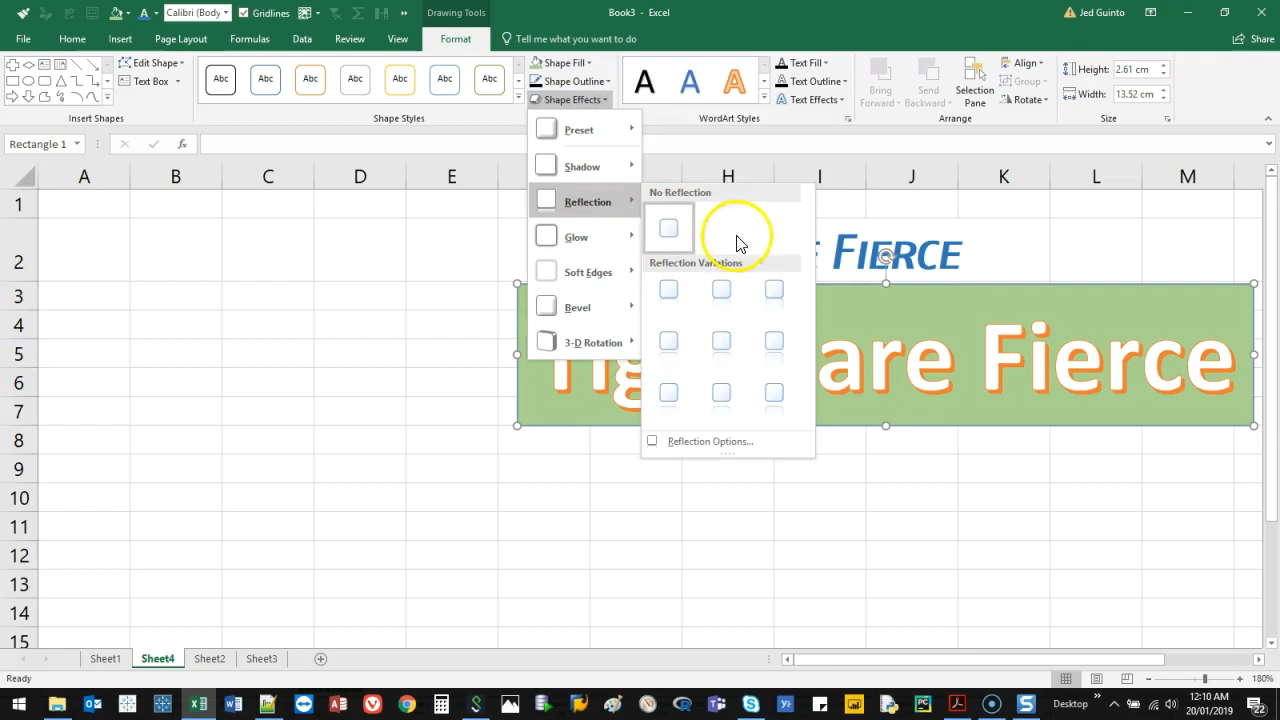 Calibri (Body
Gridlines
Drawing Tools
Book3 - Excel
Jed Guinto
File
Home
Insert
Page Layout
Formulas
Data
Review
View
Format
Tell me what you want to do
Share
Edit Shape
Text Box
Insert Shapes
Abc Abc Abc Abc Abc Abc Abc
Shape Styles
Shape Fill
Shape Outline
Shape Effects
A A A
WordArt Styles
Text Fill
Text Outline
Text Effects
Bring Forward
Send Backward
Selection Pane
Align
Group
Rotate
Arrange
Height: 2.61 cm
Width: 13.52 cm
Size
Rectangle 1
fx
A B C D E H I J K L M
Preset
Shadow
Reflection
Glow
Soft Edges
Bevel
3-D Rotation
No Reflection
Reflection Variations
Reflection Options...
1
2
3
4
5
6
7
8
9
10
11
12
13
14
15
Fierce
are Fierce
Sheet1
Sheet4
Sheet2
Sheet3
Ready
180%
Desktop
12:10 AM
20/01/2019